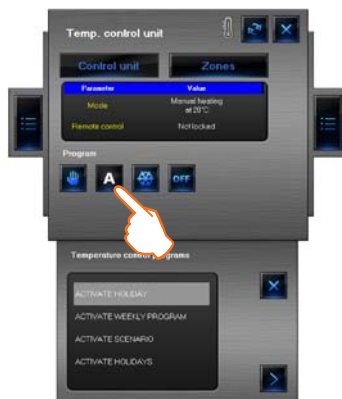 Temp. control unit
Control unit Zones
Parameter Value
Mode Manual heating
at 28°C
Remote control Not locked
Program
A OFF
Temperature control programs
ACTIVATE HOLIDAY
ACTIVATE WEEKLY PROGRAM
ACTIVATE SCENARIO
ACTIVATE HOLIDAYS